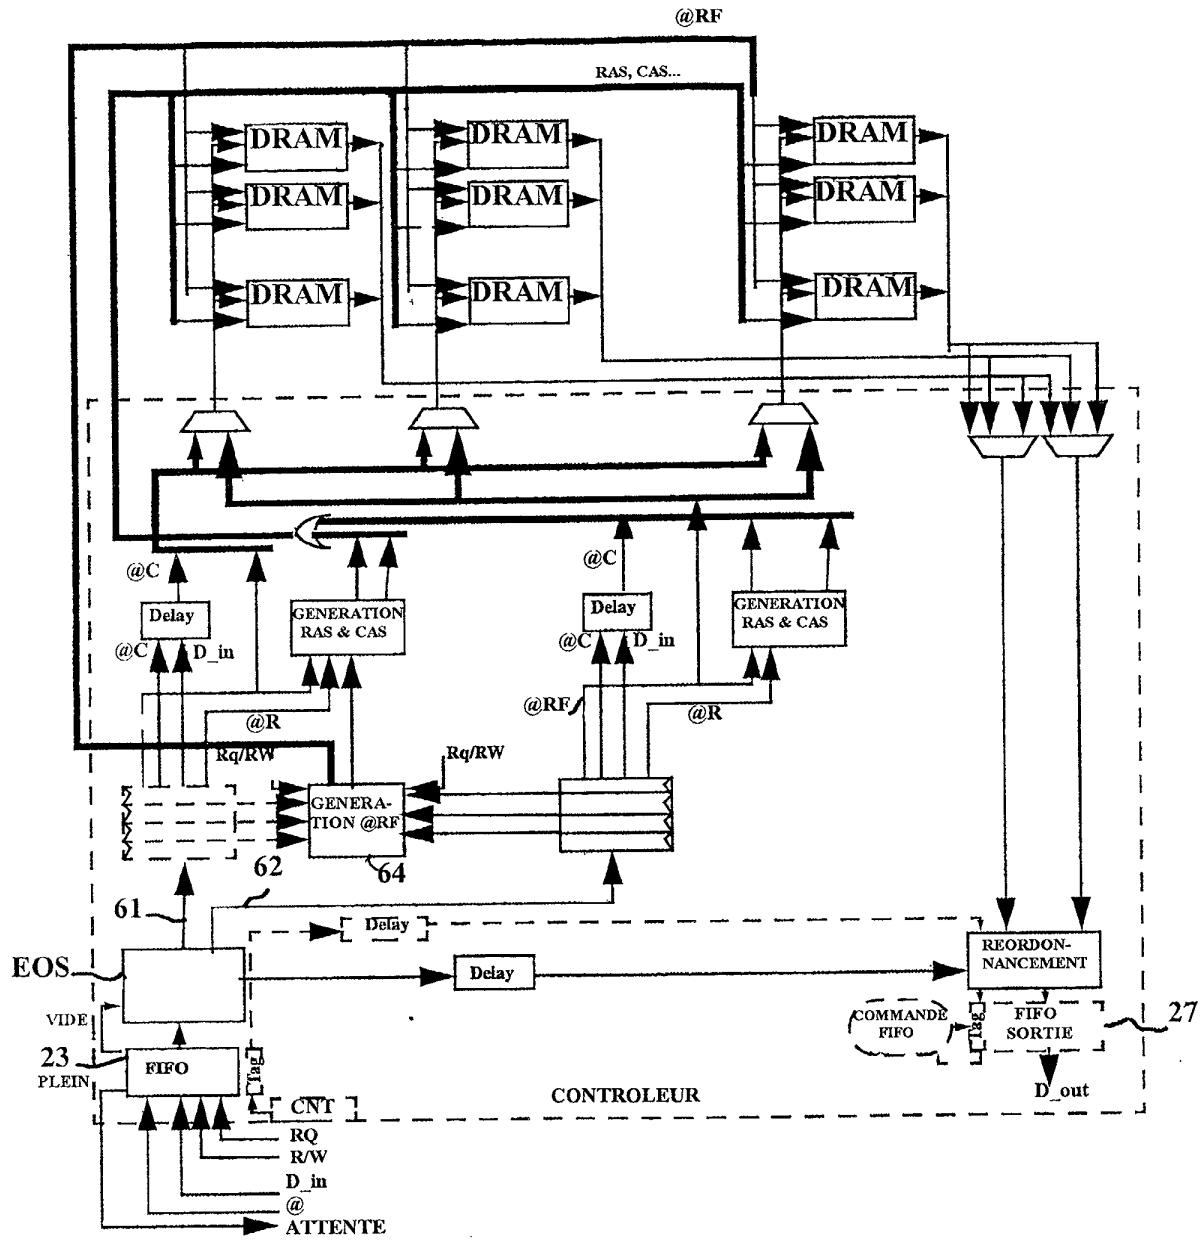 @RF
RAS, CAS...
DRAM DRAM DRAM
DRAM DRAM DRAM
DRAM DRAM DRAM
@C
@C
Delay
GENERATION
RAS & CAS
Delay
GENERATION
RAS & CAS
@C
D_in
@C
D_in
@R
@RF
@R
Rq/RW
Rq/RW
GENERA-
TION @RF
62
64
61
Delay
EOS
Delay
REORDON-
NANCEMENT
VIDE
COMMANDE
FIFO
Tag
FIFO
SORTIE
27
23
PLEIN
FIFO
Tag
D_out
CNT
CONTROLEUR
RQ
R/W
D_in
@
ATTENTE